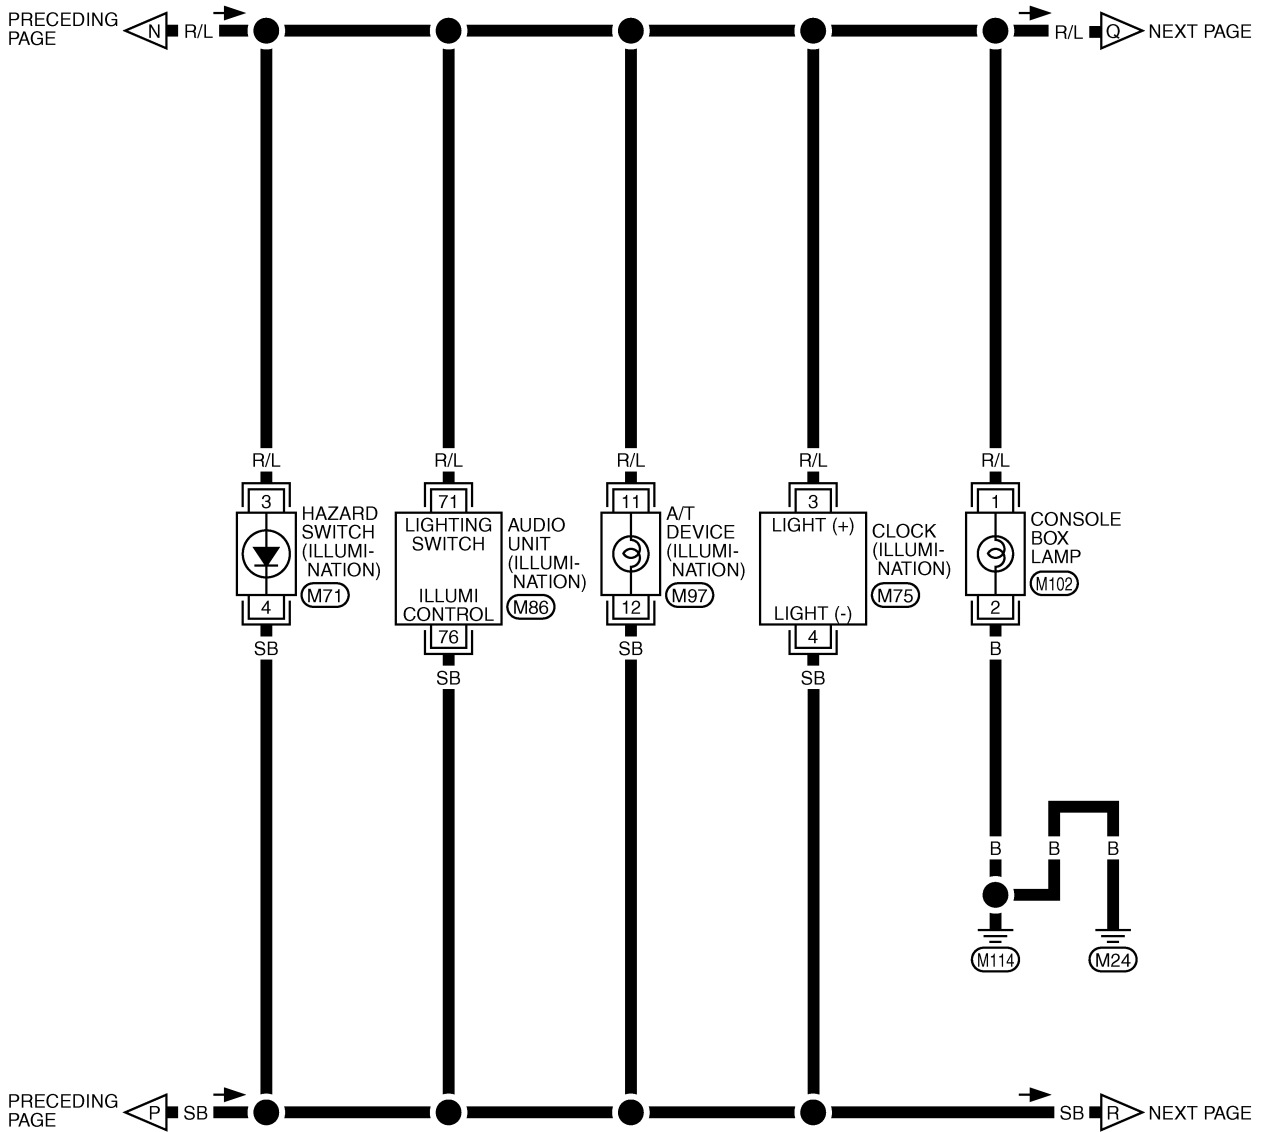 PRECEDING
PAGE
N
R/L
R/L
Q
NEXT PAGE
R/L
R/L
R/L
R/L
R/L
3
71
11
3
1
HAZARD
SWITCH
(ILLUMI-
NATION)
M71
4
SB
LIGHTING
SWITCH
ILLUMI
CONTROL
AUDIO
UNIT
(ILLUMI-
NATION)
M86
76
SB
A/T
DEVICE
(ILLUMI-
NATION)
M97
12
SB
LIGHT (+)
LIGHT (-)
CLOCK
(ILLUMI-
NATION)
M75
4
SB
CONSOLE
BOX
LAMP
M102
2
B
B
B
B
M114
M24
PRECEDING
PAGE
P
SB
SB
R
NEXT PAGE